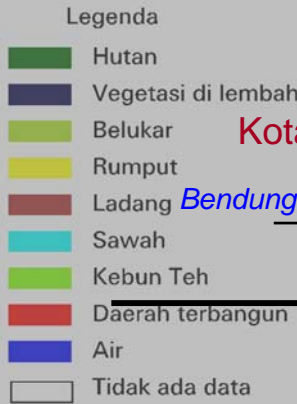 Legenda
Hutan
Vegetasi di lembah
Belukar
Kota
Rumput
Ladang
Bendung
Sawah
Kebun Teh
Daerah terbangun
Air
Tidak ada data